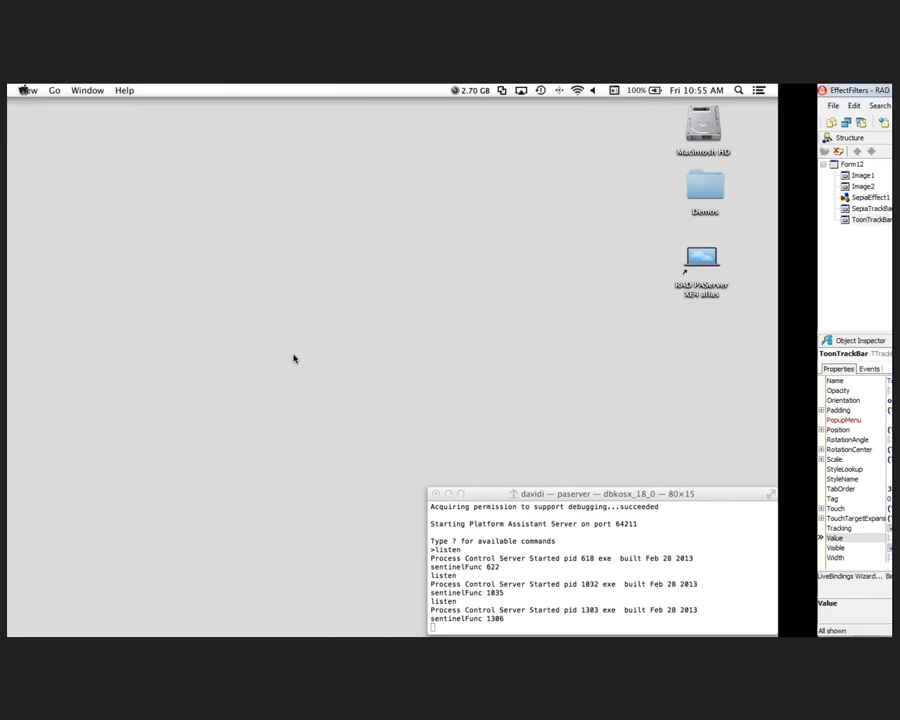 ew Go Window Help 2.70 GB 100% Fri 10:55 AM
Macintosh HD
Demos
RAD PAServer
XE4 alias
davidi — paserver — dbkosx_18_0 — 80×15
Acquiring permission to support debugging...succeeded
Starting Platform Assistant Server on port 64211
Type ? for available commands
>listen
Process Control Server Started pid 618 exe  built Feb 28 2013
sentinelFunc 622
listen
Process Control Server Started pid 1032 exe  built Feb 28 2013
sentinelFunc 1035
listen
Process Control Server Started pid 1303 exe  built Feb 28 2013
sentinelFunc 1306
EffectFilters - RAD
File Edit Search
Structure
Form12
Image1
Image2
SepiaEffect1
SepiaTrackBa
ToonTrackBar
Object Inspector
ToonTrackBar TTrack
Properties Events
Name
Opacity
Orientation
Padding
PopupMenu
Position
RotationAngle
RotationCenter
Scale
StyleLookup
StyleName
TabOrder 3
Tag 0
Touch
TouchTargetExpans
Tracking
Value
Visible
Width
LiveBindings Wizard...
Value
All shown